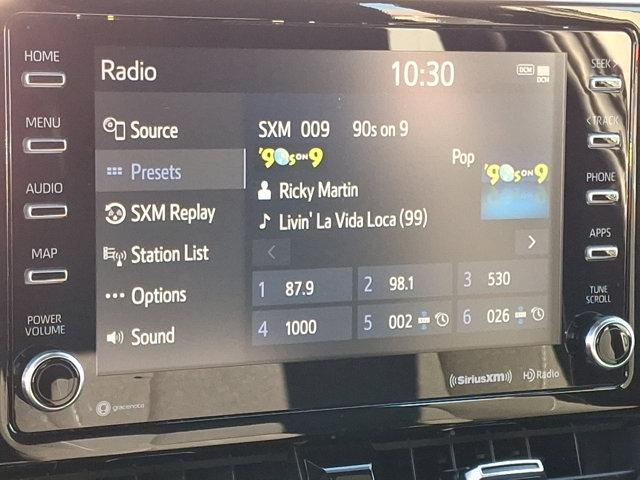 HOME
MENU
AUDIO
MAP
POWER
VOLUME
Radio
10:30
DCM
DCM
Source
Presets
SXM Replay
Station List
Options
Sound
SXM 009 90s on 9
'90s on 9
Pop
'90s on 9
Ricky Martin
Livin' La Vida Loca (99)
1 87.9
2 98.1
3 530
4 1000
5 002
6 026
SEEK >
< TRACK
PHONE
APPS
TUNE
SCROLL
gracenote
((SiriusXM))
HD Radio